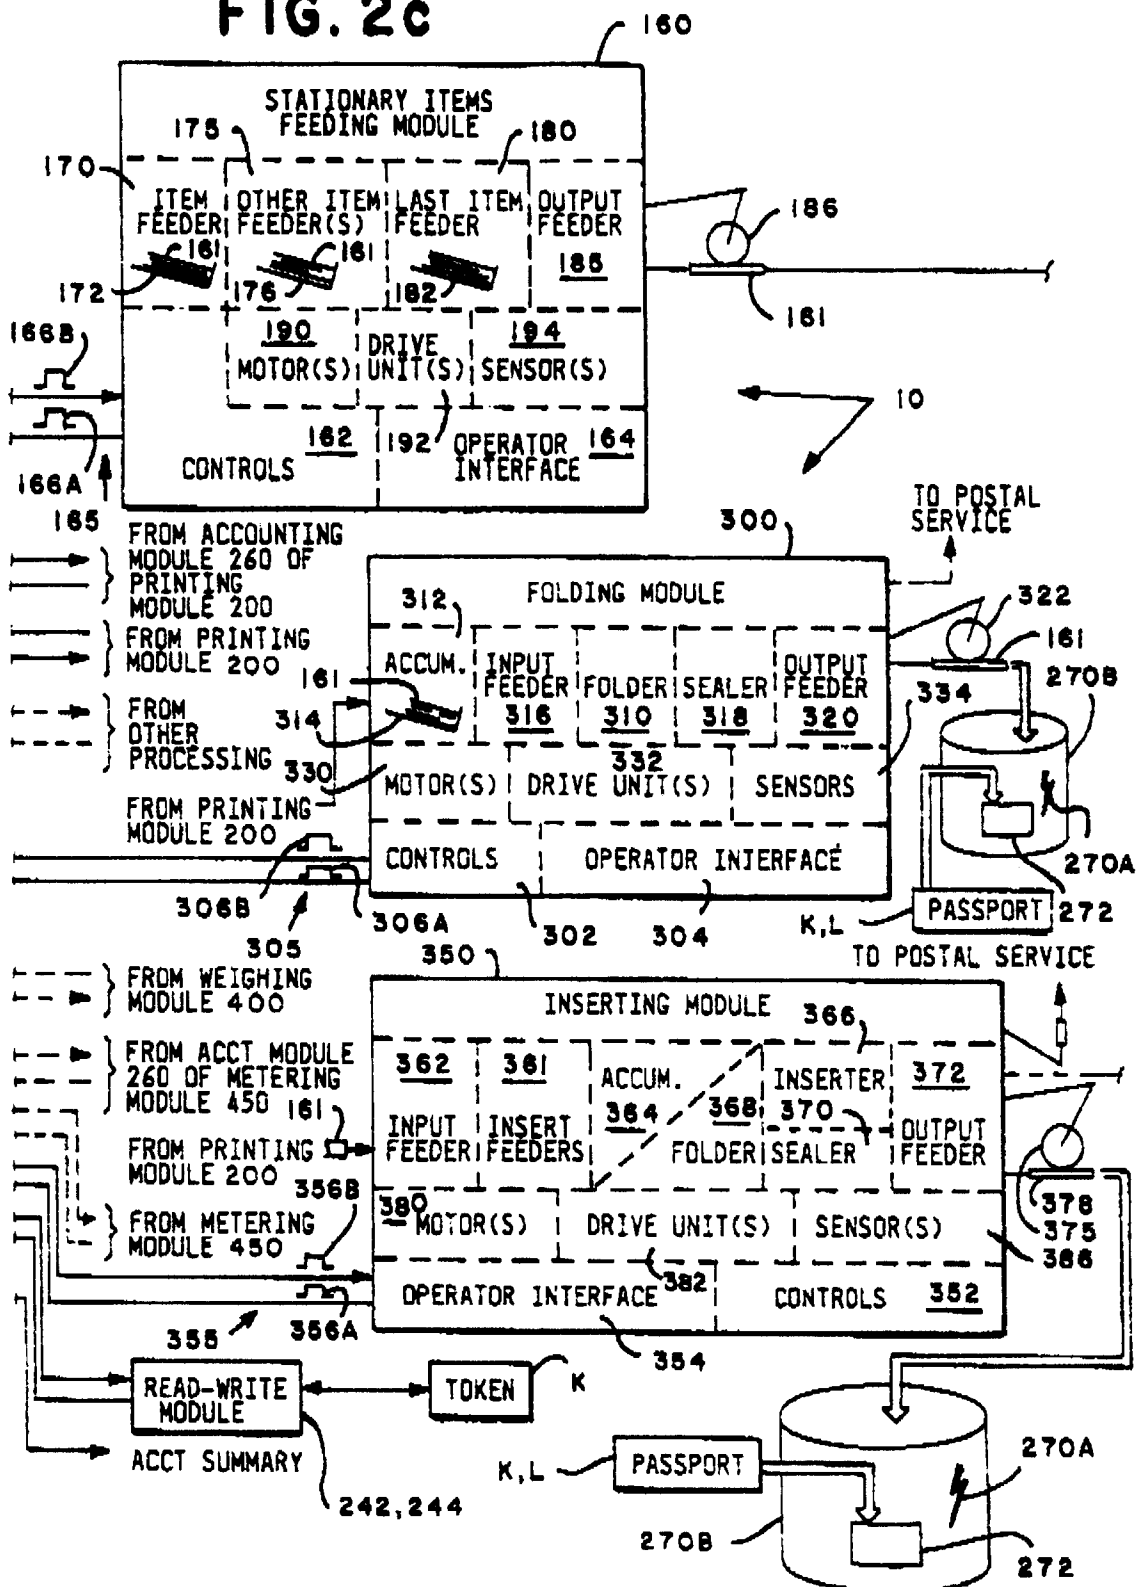 FIG. 2c
160
STATIONARY ITEMS
FEEDING MODULE
175
180
170
ITEM
FEEDER
OTHER ITEM
FEEDER(S)
LAST ITEM
FEEDER
OUTPUT
FEEDER
185
186
161
161
172
176
182
161
166B
190
MOTOR(S)
DRIVE
UNIT(S)
194
SENSOR(S)
10
162
CONTROLS
192
OPERATOR
INTERFACE
164
166A
165
TO POSTAL
SERVICE
300
FROM ACCOUNTING
MODULE 260 OF
PRINTING
MODULE 200
FOLDING MODULE
312
322
161
FROM PRINTING
MODULE 200
ACCUM.
INPUT
FEEDER
316
FOLDER
310
SEALER
318
OUTPUT
FEEDER
320
334
270B
161
314
FROM
OTHER
PROCESSING
330
MOTOR(S)
332
DRIVE UNIT(S)
SENSORS
FROM PRINTING
MODULE 200
CONTROLS
OPERATOR INTERFACE
270A
306B
306A
305
302
304
K,L
PASSPORT
272
350
TO POSTAL SERVICE
FROM WEIGHING
MODULE 400
INSERTING MODULE
366
FROM ACCT MODULE
260 OF METERING
MODULE 450
161
362
INPUT
FEEDER
361
INSERT
FEEDERS
ACCUM.
364
368
FOLDER
INSERTER
370
SEALER
372
OUTPUT
FEEDER
FROM PRINTING
MODULE 200
356B
378
375
FROM METERING
MODULE 450
380
MOTOR(S)
DRIVE UNIT(S)
382
SENSOR(S)
386
OPERATOR INTERFACE
CONTROLS
352
356A
355
354
READ-WRITE
MODULE
TOKEN
K
ACCT SUMMARY
242,244
K,L
PASSPORT
270A
270B
272